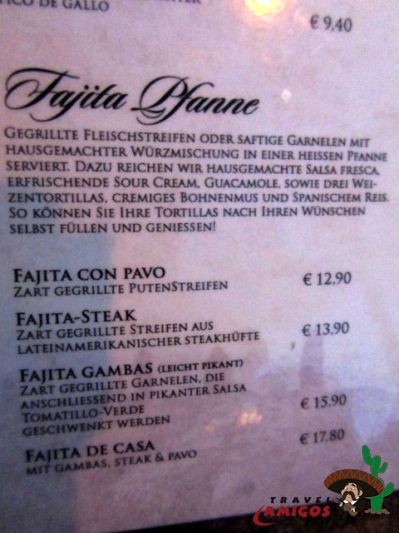 ICO DE GALLO
€ 9,40
Fajita Pfanne
GEGRILLTE FLEISCHSTREIFEN ODER SAFTIGE GARNELEN MIT
HAUSGEMACHTER WÜRZMISCHUNG IN EINER HEISSEN PFANNE
SERVIERT. DAZU REICHEN WIR HAUSGEMACHTE SALSA FRESCA,
ERFRISCHENDE SOUR CREAM, GUACAMOLE, SOWIE DREI WEI-
ZENTORTILLAS, CREMIGES BOHNENMUS UND SPANISCHEM REIS.
SO KÖNNEN SIE IHRE TORTILLAS NACH IHREN WÜNSCHEN
SELBST FÜLLEN UND GENIESSEN!
FAJITA CON PAVO € 12,90
ZART GEGRILLTE PUTENSTREIFEN
FAJITA-STEAK € 13,90
ZART GEGRILLTE STREIFEN AUS
LATEINAMERIKANISCHER STEAKHÜFTE
FAJITA GAMBAS (LEICHT PIKANT) € 15,90
ZART GEGRILLTE GARNELEN, DIE
ANSCHLIESSEND IN PIKANTER SALSA
TOMATILLO-VERDE
GESCHWENKT WERDEN
FAJITA DE CASA € 17,80
MIT GAMBAS, STEAK & PAVO
TRAVEL
AMIGOS